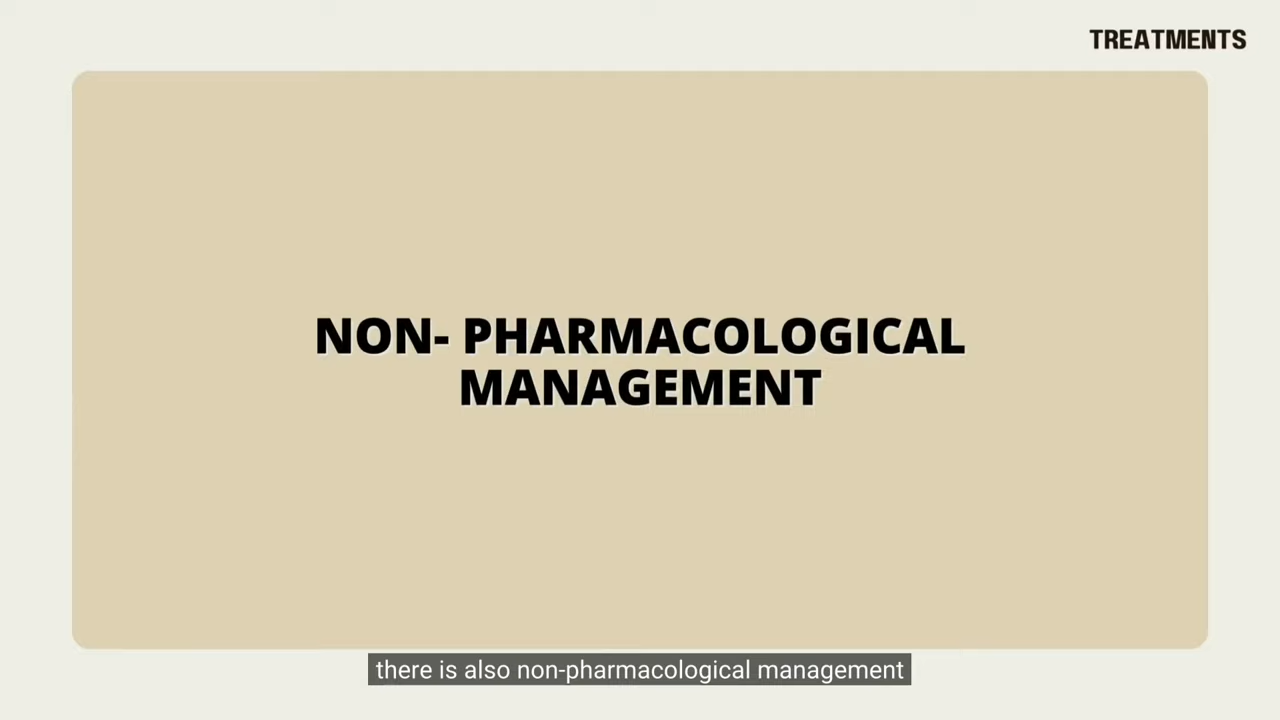 TREATMENTS
NON- PHARMACOLOGICAL
MANAGEMENT
there is also non-pharmacological management